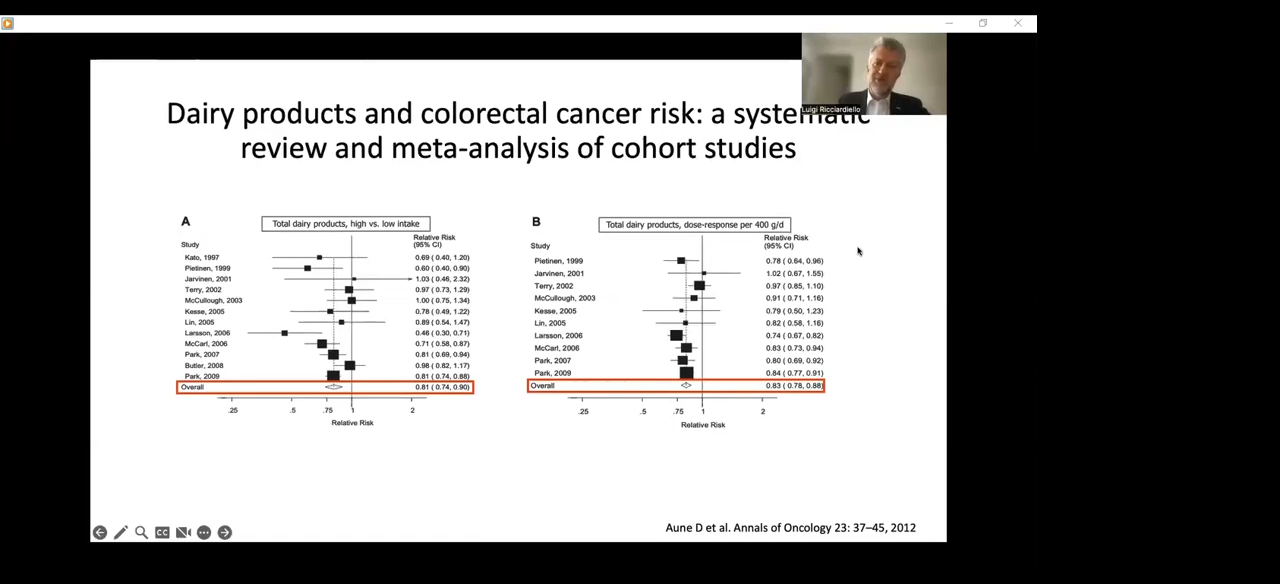 Luigi Ricciardiello
Dairy products and colorectal cancer risk: a systematic
review and meta-analysis of cohort studies
A
Total dairy products, high vs. low intake
Study
Relative Risk
(95% CI)
Kato, 1997 0.69 ( 0.40, 1.20)
Pietinen, 1999 0.60 ( 0.40, 0.90)
Jarvinen, 2001 1.03 ( 0.46, 2.32)
Terry, 2002 0.97 ( 0.73, 1.29)
McCullough, 2003 1.00 ( 0.75, 1.34)
Kesse, 2005 0.78 ( 0.49, 1.22)
Lin, 2005 0.89 ( 0.54, 1.47)
Larsson, 2006 0.46 ( 0.30, 0.71)
McCarl, 2006 0.71 ( 0.58, 0.87)
Park, 2007 0.81 ( 0.69, 0.94)
Butler, 2008 0.98 ( 0.82, 1.17)
Park, 2009 0.81 ( 0.74, 0.88)
Overall 0.81 ( 0.74, 0.90)
.25 .5 .75 1 2
Relative Risk
B
Total dairy products, dose-response per 400 g/d
Study
Relative Risk
(95% CI)
Pietinen, 1999 0.78 ( 0.64, 0.96)
Jarvinen, 2001 1.02 ( 0.67, 1.55)
Terry, 2002 0.97 ( 0.85, 1.10)
McCullough, 2003 0.91 ( 0.71, 1.16)
Kesse, 2005 0.79 ( 0.50, 1.23)
Lin, 2005 0.82 ( 0.58, 1.16)
Larsson, 2006 0.74 ( 0.67, 0.82)
McCarl, 2006 0.83 ( 0.73, 0.94)
Park, 2007 0.80 ( 0.69, 0.92)
Park, 2009 0.84 ( 0.77, 0.91)
Overall 0.83 ( 0.78, 0.88)
.25 .5 .75 1 2
Relative Risk
CC
Aune D et al. Annals of Oncology 23: 37–45, 2012